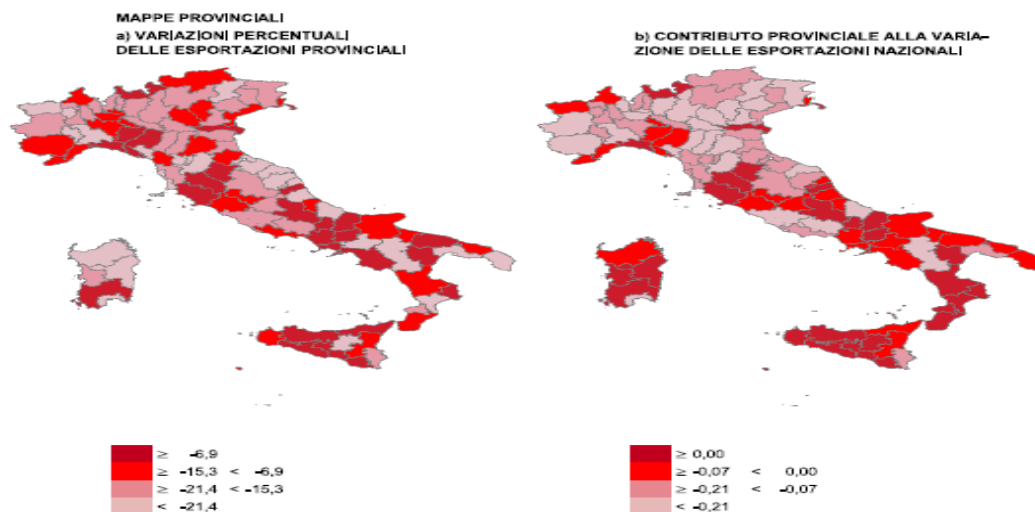 MAPPE PROVINCIALI
a) VARIAZIONI PERCENTUALI
DELLE ESPORTAZIONI PROVINCIALI
b) CONTRIBUTO PROVINCIALE ALLA VARIA–
ZIONE DELLE ESPORTAZIONI NAZIONALI
≥ -6,9
≥ -15,3 < -6,9
≥ -21,4 < -15,3
< -21,4
≥ 0,00
≥ -0,07 < 0,00
≥ -0,21 < -0,07
< -0,21